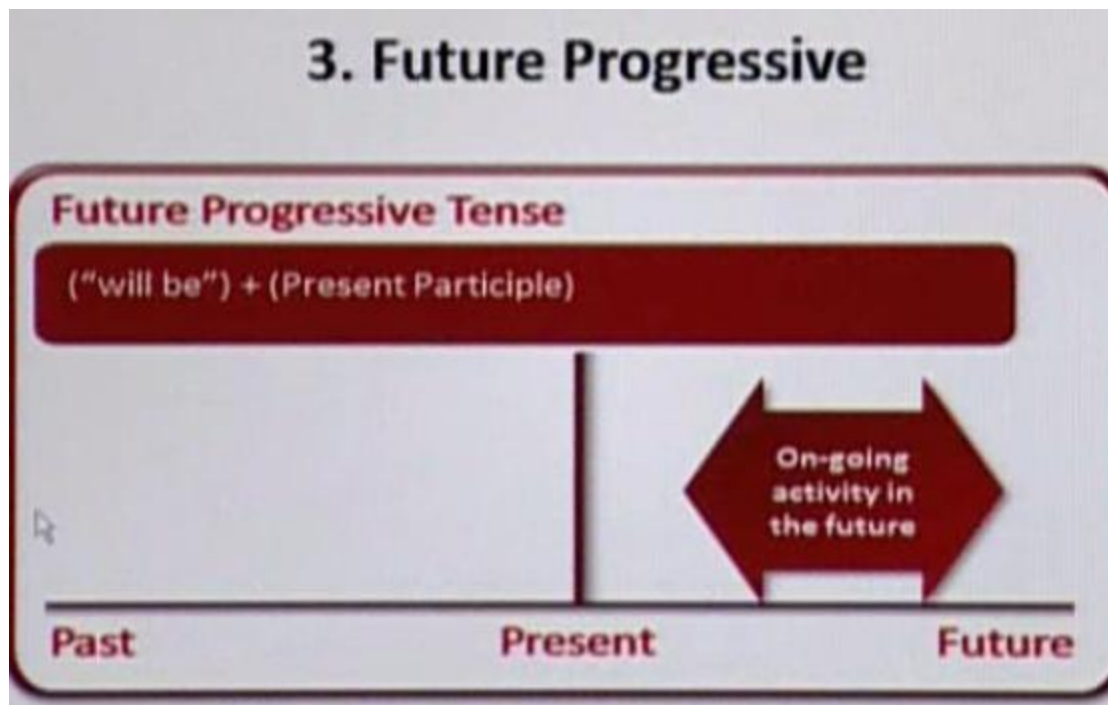 3. Future Progressive
Future Progressive Tense
("will be") + (Present Participle)
On-going
activity in
the future
Past
Present
Future